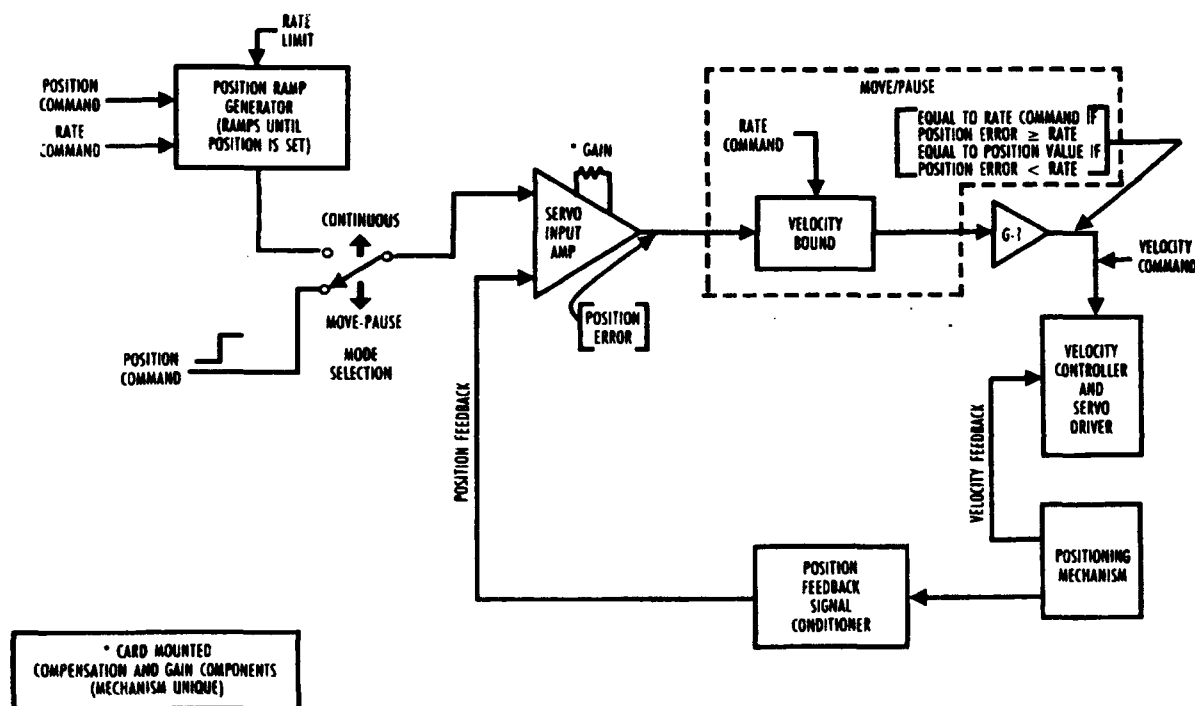 RATE
LIMIT
POSITION
COMMAND
RATE
COMMAND
POSITION RAMP
GENERATOR
(RAMPS UNTIL
POSITION IS SET)
CONTINUOUS
MOVE-PAUSE
MODE
SELECTION
POSITION
COMMAND
* GAIN
SERVO
INPUT
AMP
POSITION
ERROR
MOVE/PAUSE
RATE
COMMAND
VELOCITY
BOUND
EQUAL TO RATE COMMAND IF
POSITION ERROR ≥ RATE
EQUAL TO POSITION VALUE IF
POSITION ERROR < RATE
VELOCITY
COMMAND
VELOCITY
CONTROLLER
AND
SERVO
DRIVER
VELOCITY FEEDBACK
POSITION FEEDBACK
POSITIONING
MECHANISM
POSITION
FEEDBACK
SIGNAL
CONDITIONER
* CARD MOUNTED
COMPENSATION AND GAIN COMPONENTS
(MECHANISM UNIQUE)